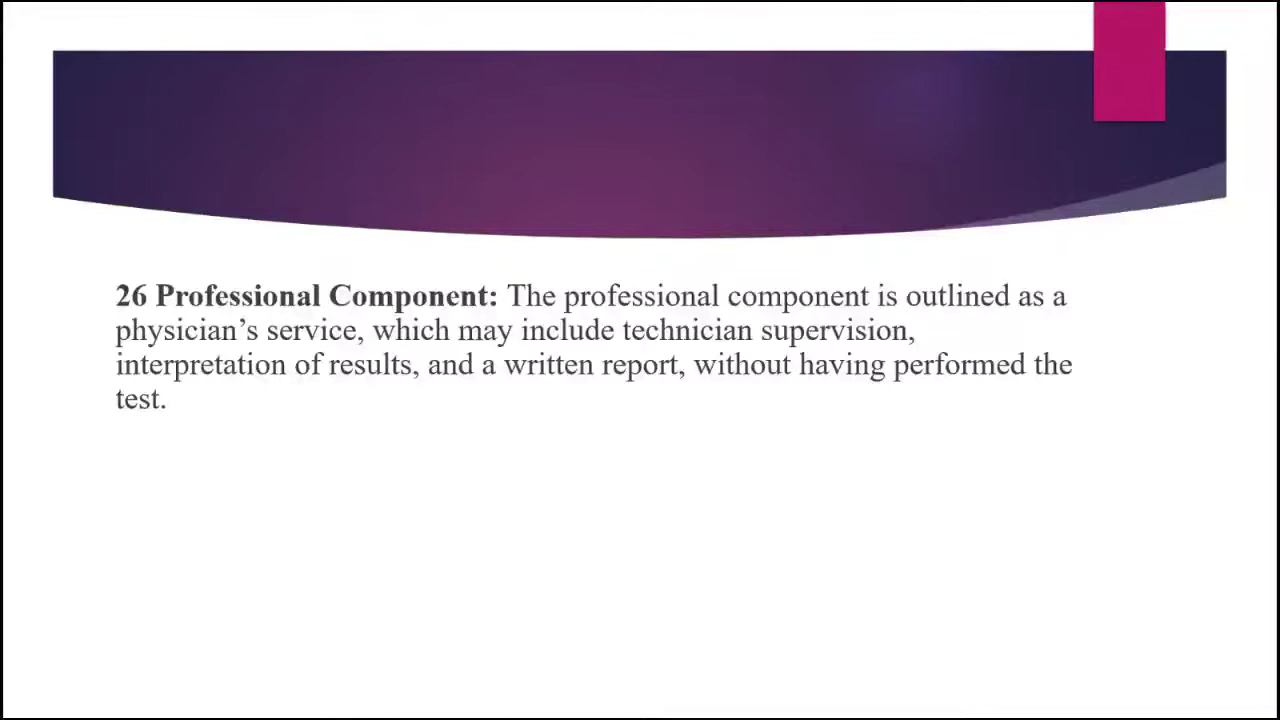 26 Professional Component: The professional component is outlined as a
physician’s service, which may include technician supervision,
interpretation of results, and a written report, without having performed the
test.